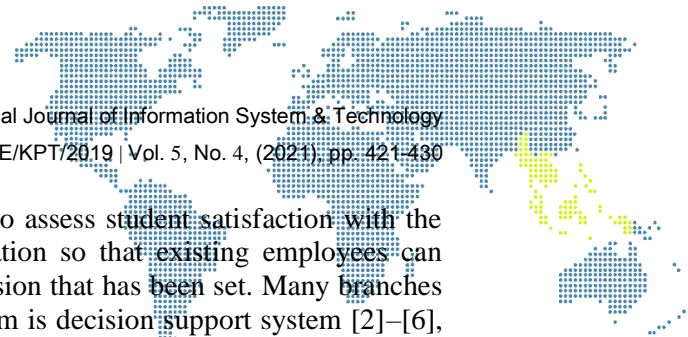 al Journal of Information System & Technology
E/KPT/2019 | Vol. 5, No. 4, (2021), pp. 421-430
o assess student satisfaction with the
ation so that existing employees can
sion that has been set. Many branches
m is decision support system [2]–[6],